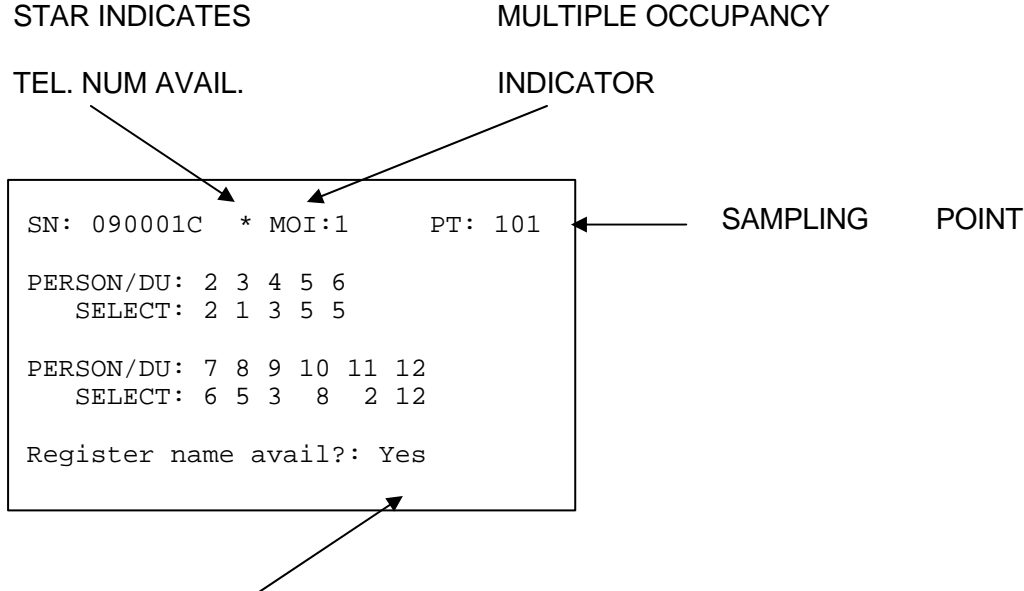 STAR INDICATES MULTIPLE OCCUPANCY
TEL. NUM AVAIL. INDICATOR
SN: 090001C * MOI:1 PT: 101 SAMPLING POINT
PERSON/DU: 2 3 4 5 6
SELECT: 2 1 3 5 5
PERSON/DU: 7 8 9 10 11 12
SELECT: 6 5 3 8 2 12
Register name avail?: Yes